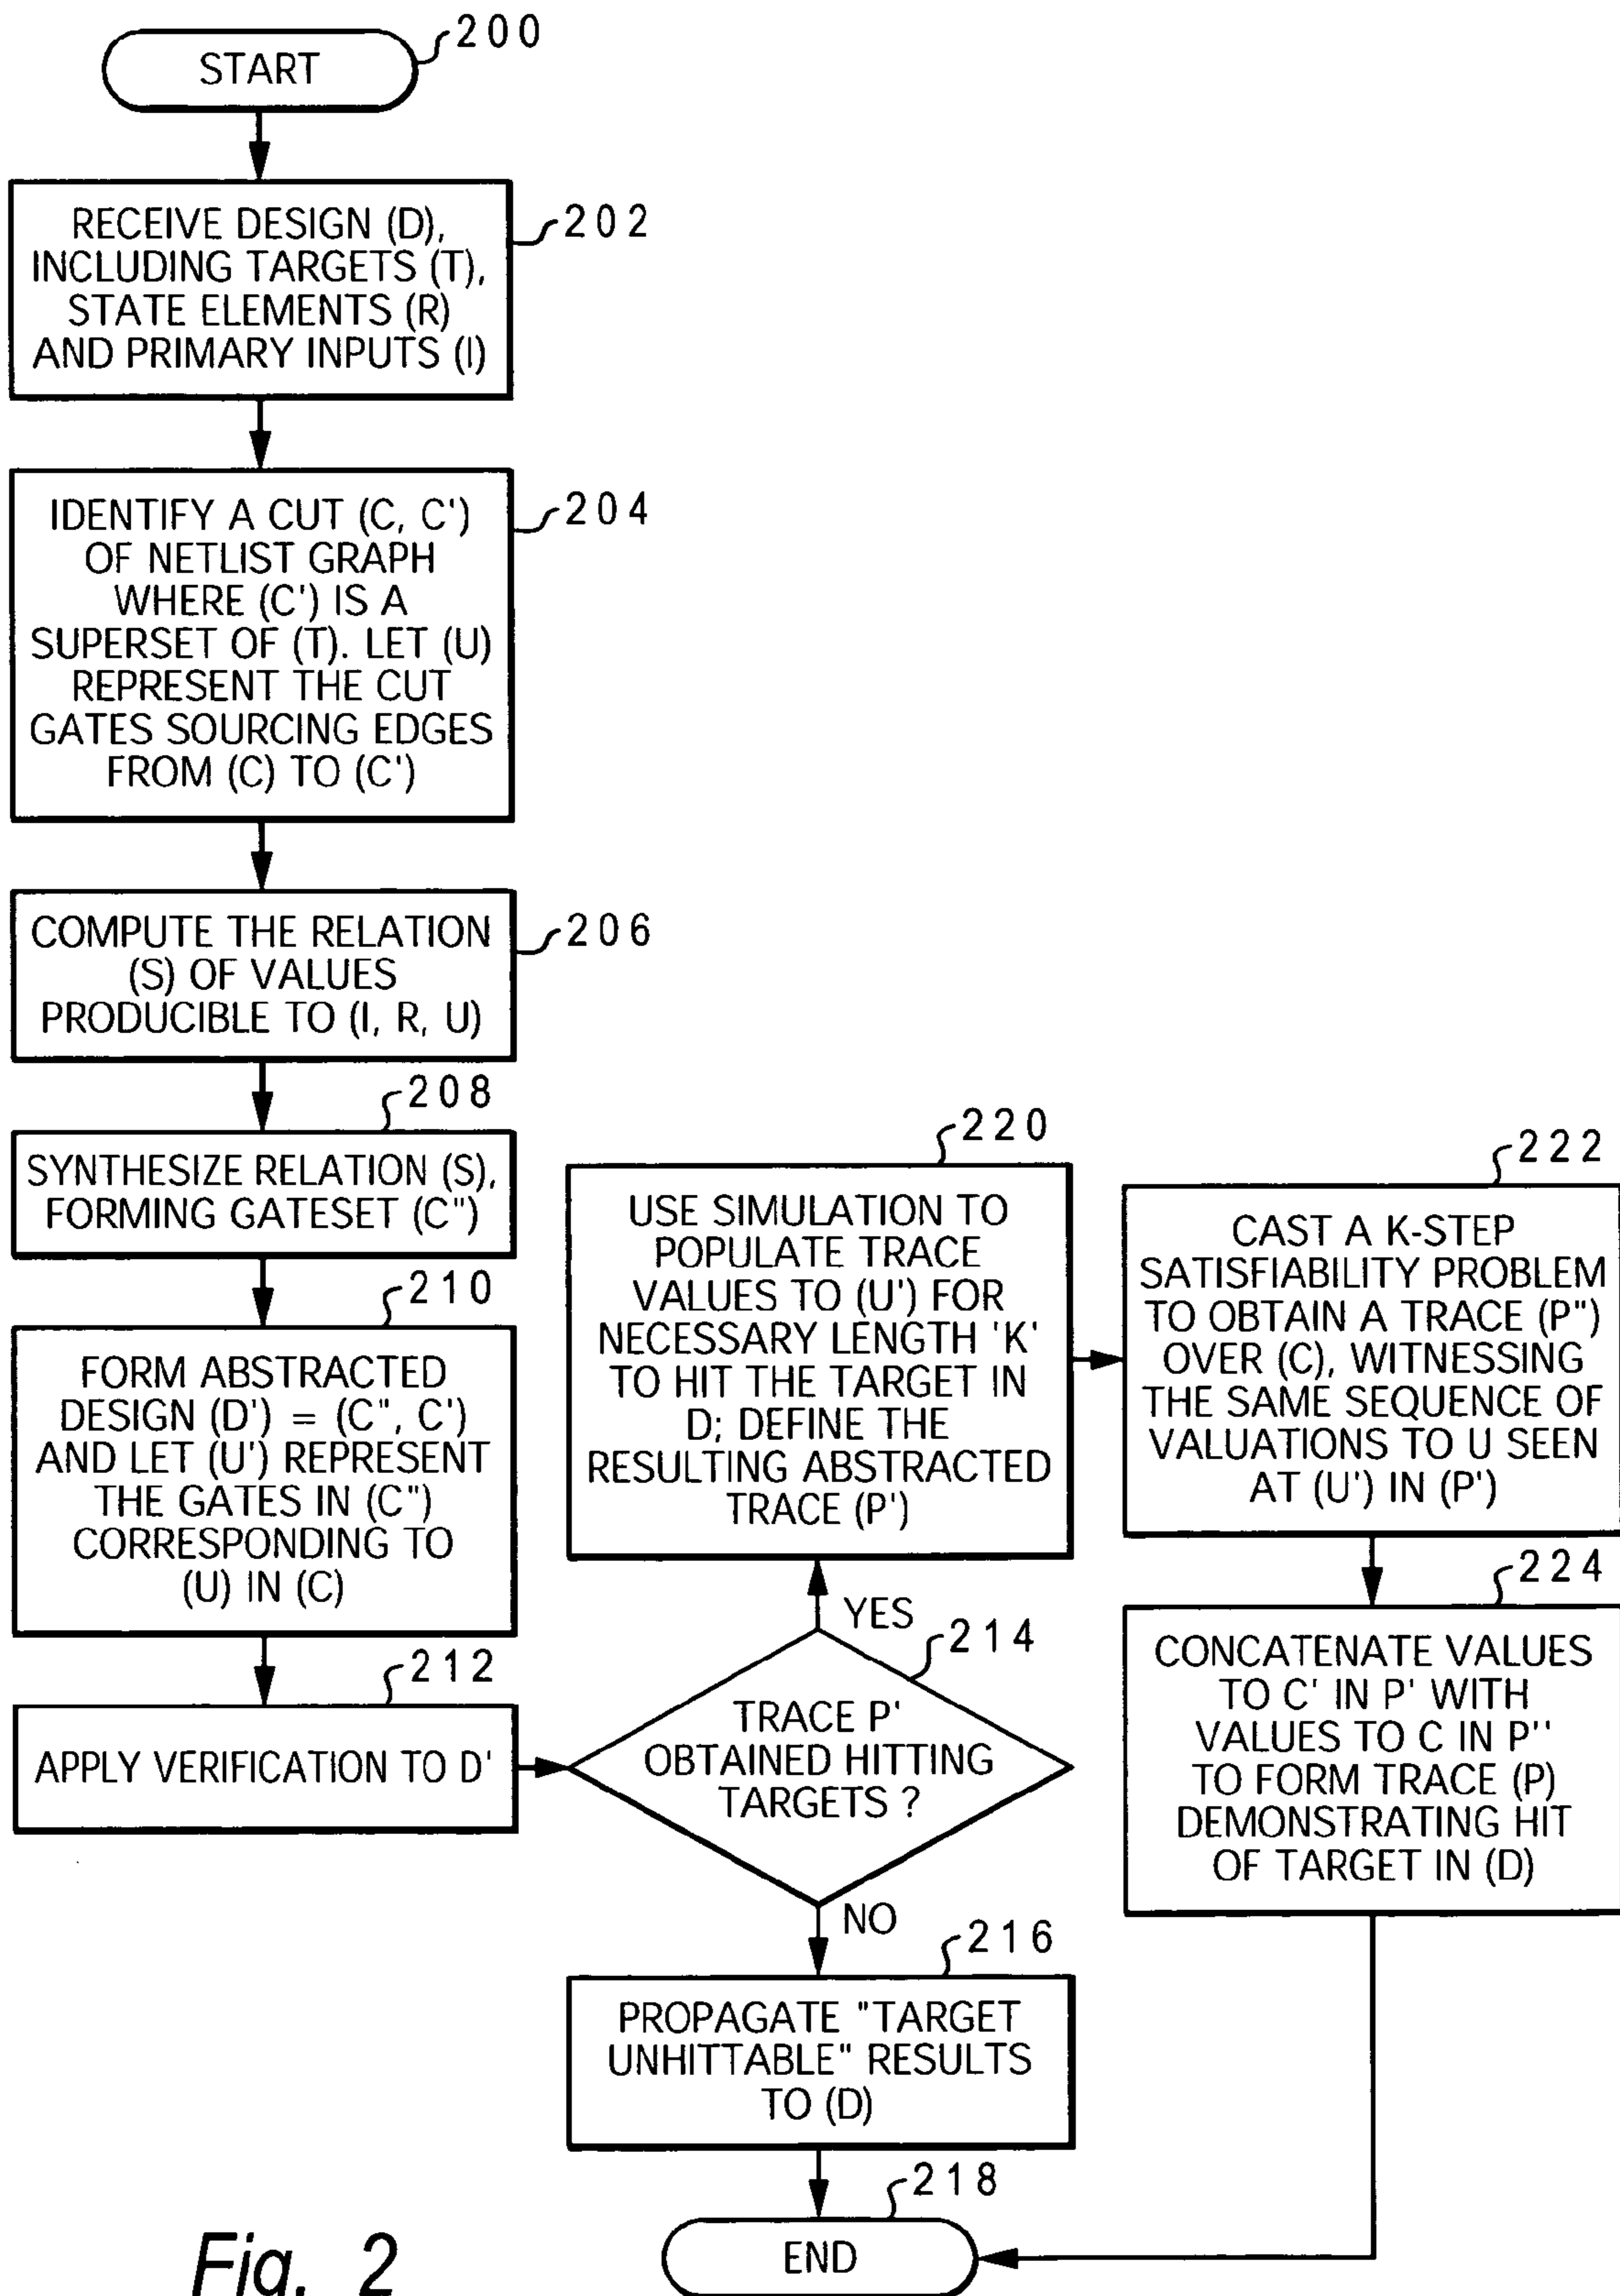 200
START
202
RECEIVE DESIGN (D),
INCLUDING TARGETS (T),
STATE ELEMENTS (R)
AND PRIMARY INPUTS (I)
204
IDENTIFY A CUT (C, C')
OF NETLIST GRAPH
WHERE (C') IS A
SUPERSET OF (T). LET (U)
REPRESENT THE CUT
GATES SOURCING EDGES
FROM (C) TO (C')
206
COMPUTE THE RELATION
(S) OF VALUES
PRODUCIBLE TO (I, R, U)
208
SYNTHESIZE RELATION (S),
FORMING GATESET (C")
210
FORM ABSTRACTED
DESIGN (D') = (C", C')
AND LET (U') REPRESENT
THE GATES IN (C")
CORRESPONDING TO
(U) IN (C)
212
APPLY VERIFICATION TO D'
214
TRACE P'
OBTAINED HITTING
TARGETS ?
YES
220
USE SIMULATION TO
POPULATE TRACE
VALUES TO (U') FOR
NECESSARY LENGTH 'K'
TO HIT THE TARGET IN
D; DEFINE THE
RESULTING ABSTRACTED
TRACE (P')
222
CAST A K-STEP
SATISFIABILITY PROBLEM
TO OBTAIN A TRACE (P")
OVER (C), WITNESSING
THE SAME SEQUENCE OF
VALUATIONS TO U SEEN
AT (U') IN (P')
224
CONCATENATE VALUES
TO C' IN P' WITH
VALUES TO C IN P''
TO FORM TRACE (P)
DEMONSTRATING HIT
OF TARGET IN (D)
NO
216
PROPAGATE "TARGET
UNHITTABLE" RESULTS
TO (D)
218
END
Fig. 2